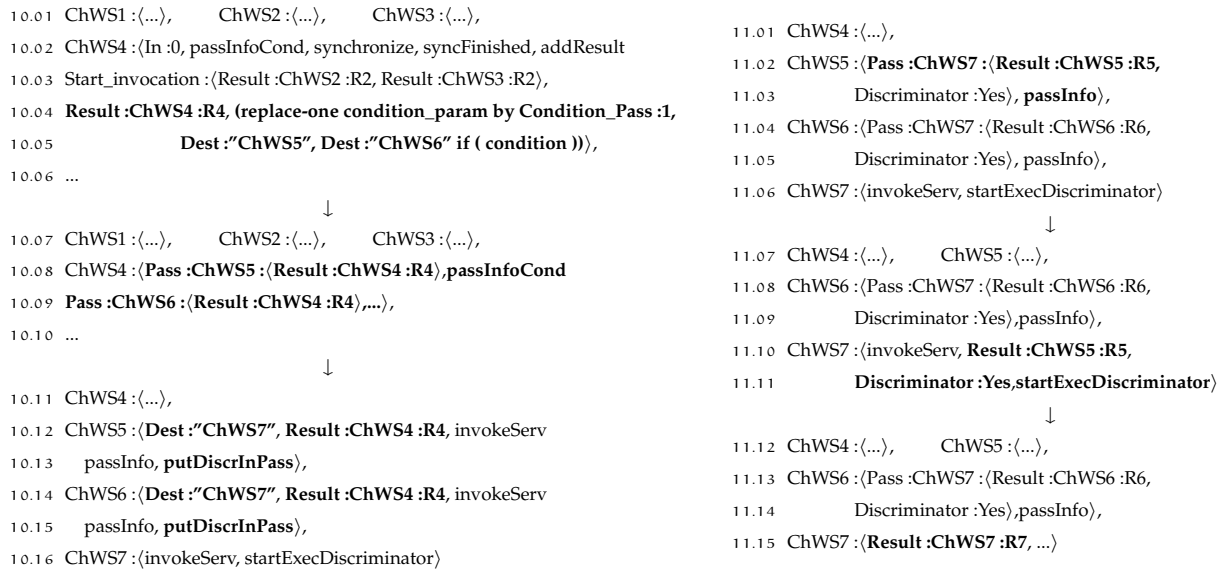 10.01 ChWS1 :⟨...⟩, ChWS2 :⟨...⟩, ChWS3 :⟨...⟩,
10.02 ChWS4 :⟨In :0, passInfoCond, synchronize, syncFinished, addResult
10.03 Start_invocation :⟨Result :ChWS2 :R2, Result :ChWS3 :R2⟩,
10.04 Result :ChWS4 :R4, (replace-one condition_param by Condition_Pass :1,
10.05 Dest :"ChWS5", Dest :"ChWS6" if ( condition ))⟩,
10.06 ...
↓
10.07 ChWS1 :⟨...⟩, ChWS2 :⟨...⟩, ChWS3 :⟨...⟩,
10.08 ChWS4 :⟨Pass :ChWS5 :⟨Result :ChWS4 :R4⟩,passInfoCond
10.09 Pass :ChWS6 :⟨Result :ChWS4 :R4⟩,...⟩,
10.10 ...
↓
10.11 ChWS4 :⟨...⟩,
10.12 ChWS5 :⟨Dest :"ChWS7", Result :ChWS4 :R4, invokeServ
10.13 passInfo, putDiscrInPass⟩,
10.14 ChWS6 :⟨Dest :"ChWS7", Result :ChWS4 :R4, invokeServ
10.15 passInfo, putDiscrInPass⟩,
10.16 ChWS7 :⟨invokeServ, startExecDiscriminator⟩
11.01 ChWS4 :⟨...⟩,
11.02 ChWS5 :⟨Pass :ChWS7 :⟨Result :ChWS5 :R5,
11.03 Discriminator :Yes⟩, passInfo⟩,
11.04 ChWS6 :⟨Pass :ChWS7 :⟨Result :ChWS6 :R6,
11.05 Discriminator :Yes⟩, passInfo⟩,
11.06 ChWS7 :⟨invokeServ, startExecDiscriminator⟩
↓
11.07 ChWS4 :⟨...⟩, ChWS5 :⟨...⟩,
11.08 ChWS6 :⟨Pass :ChWS7 :⟨Result :ChWS6 :R6,
11.09 Discriminator :Yes⟩,passInfo⟩,
11.10 ChWS7 :⟨invokeServ, Result :ChWS5 :R5,
11.11 Discriminator :Yes,startExecDiscriminator⟩
↓
11.12 ChWS4 :⟨...⟩, ChWS5 :⟨...⟩,
11.13 ChWS6 :⟨Pass :ChWS7 :⟨Result :ChWS6 :R6,
11.14 Discriminator :Yes⟩,passInfo⟩,
11.15 ChWS7 :⟨Result :ChWS7 :R7, ...⟩